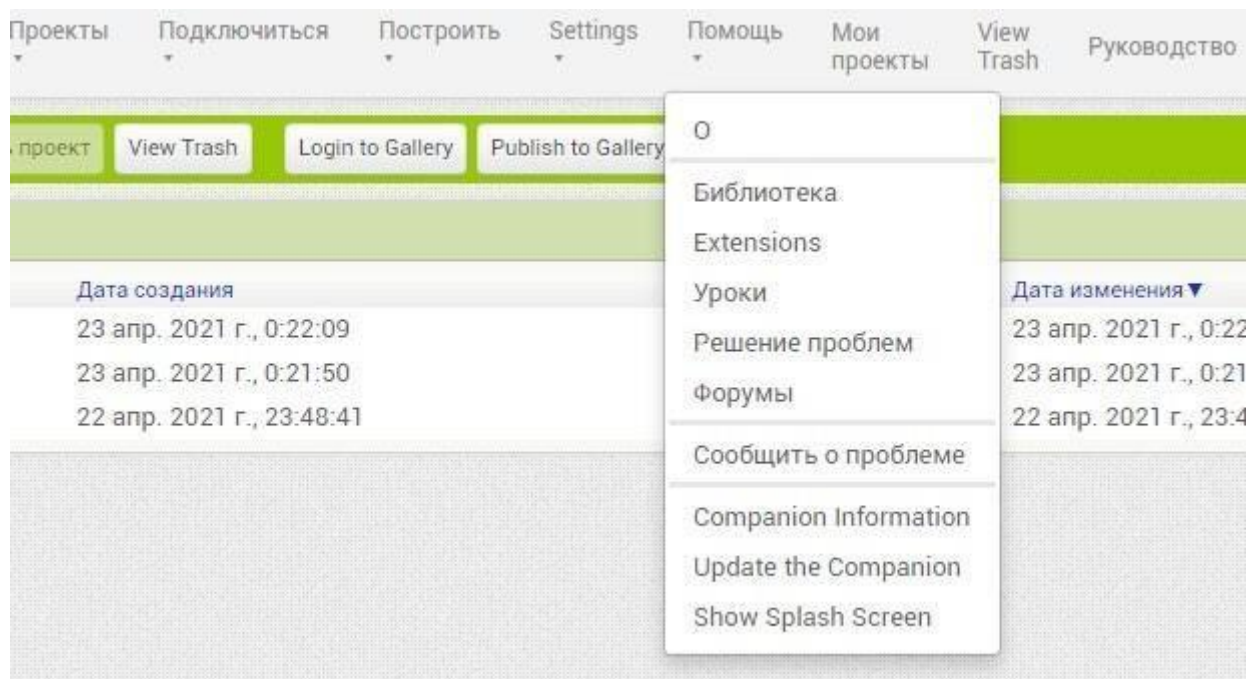 Проекты Подключиться Построить Settings Помощь Мои проекты View Trash Руководство
проект View Trash Login to Gallery Publish to Gallery
О
Библиотека
Extensions
Уроки
Решение проблем
Форумы
Сообщить о проблеме
Companion Information
Update the Companion
Show Splash Screen
Дата создания Дата изменения▼
23 апр. 2021 г., 0:22:09 23 апр. 2021 г., 0:22
23 апр. 2021 г., 0:21:50 23 апр. 2021 г., 0:21
22 апр. 2021 г., 23:48:41 22 апр. 2021 г., 23:4